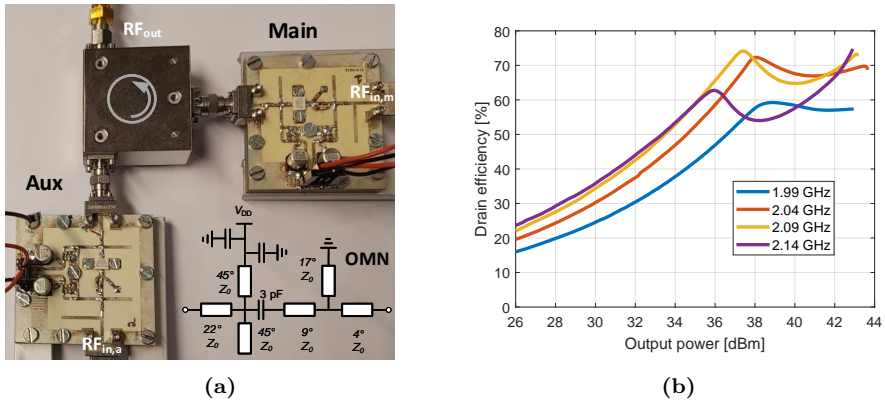 RFout
Main
RFin,m
Aux
RFin,a
VDD
OMN
45°
Z0
3 pF
17°
Z0
22°
Z0
45°
Z0
9°
Z0
4°
Z0
(a)
80
70
60
50
40
30
20
10
0
Drain efficiency [%]
1.99 GHz
2.04 GHz
2.09 GHz
2.14 GHz
26 28 30 32 34 36 38 40 42 44
Output power [dBm]
(b)